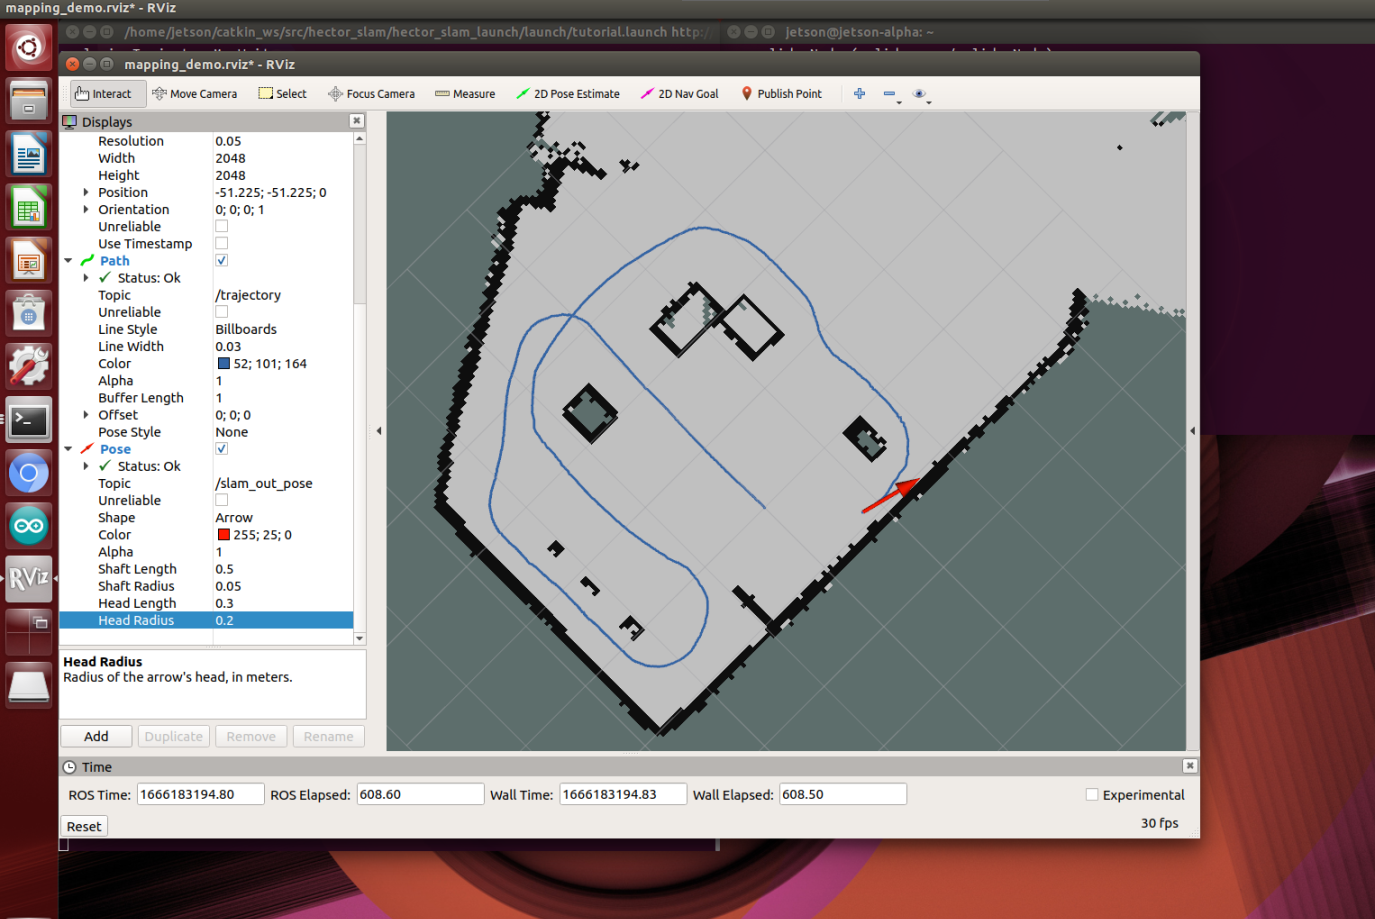 mapping_demo.rviz* - RViz
/home/jetson/catkin_ws/src/hector_slam/hector_slam_launch/launch/tutorial.launch http:/
jetson@jetson-alpha: ~
mapping_demo.rviz* - RViz
Interact Move Camera Select Focus Camera Measure 2D Pose Estimate 2D Nav Goal Publish Point
Displays
Resolution 0.05
Width 2048
Height 2048
Position -51.225; -51.225; 0
Orientation 0; 0; 0; 1
Unreliable
Use Timestamp
Path
Status: Ok
Topic /trajectory
Unreliable
Line Style Billboards
Line Width 0.03
Color 52; 101; 164
Alpha 1
Buffer Length 1
Offset 0; 0; 0
Pose Style None
Pose
Status: Ok
Topic /slam_out_pose
Unreliable
Shape Arrow
Color 255; 25; 0
Alpha 1
Shaft Length 0.5
Shaft Radius 0.05
Head Length 0.3
Head Radius 0.2
Head Radius
Radius of the arrow's head, in meters.
Add Duplicate Remove Rename
Time
ROS Time: 1666183194.80 ROS Elapsed: 608.60 Wall Time: 1666183194.83 Wall Elapsed: 608.50 Experimental
Reset 30 fps
RViz